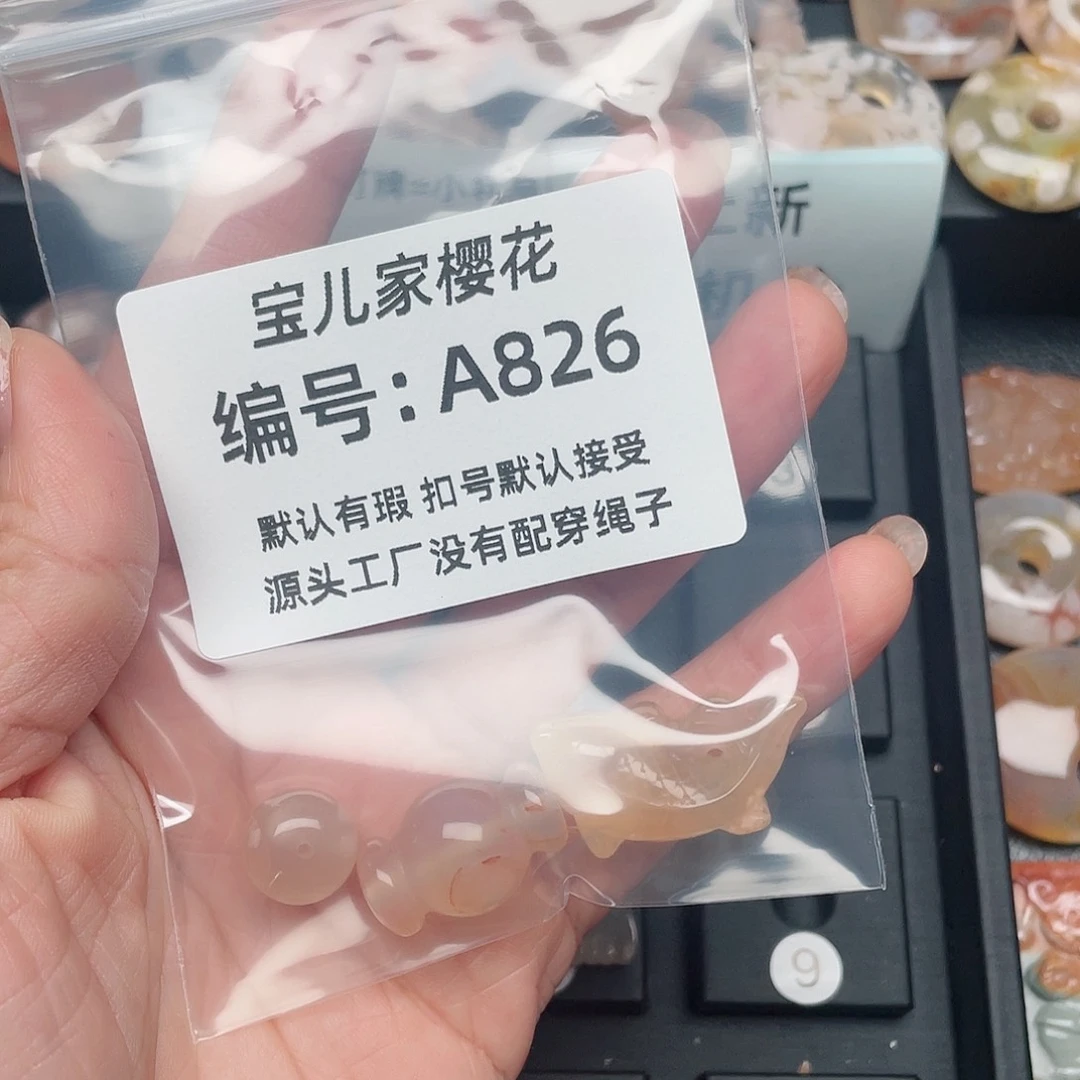 宝儿家樱花
编号：A826
默认有瑕 扣号默认接受
源头工厂没有配穿绳子
新
9